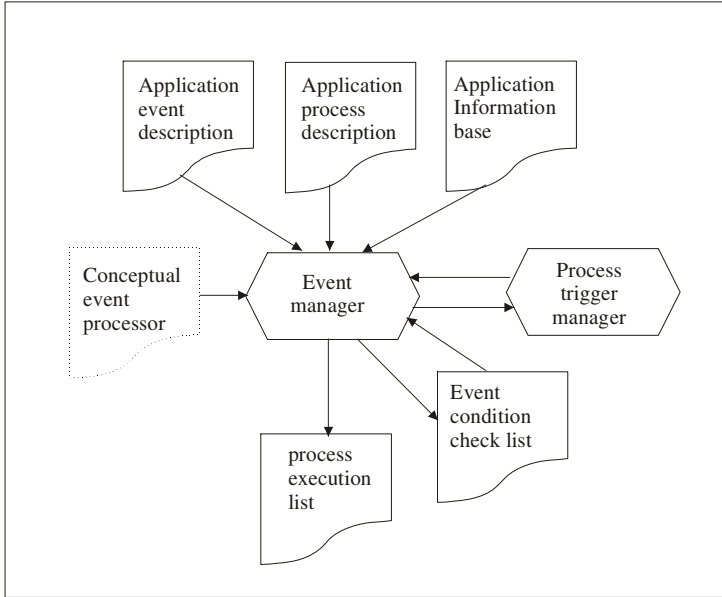 Application
event
description
Application
process
description
Application
Information
base
Conceptual
event
processor
Event
manager
Process
trigger
manager
Event
condition
check list
process
execution
list